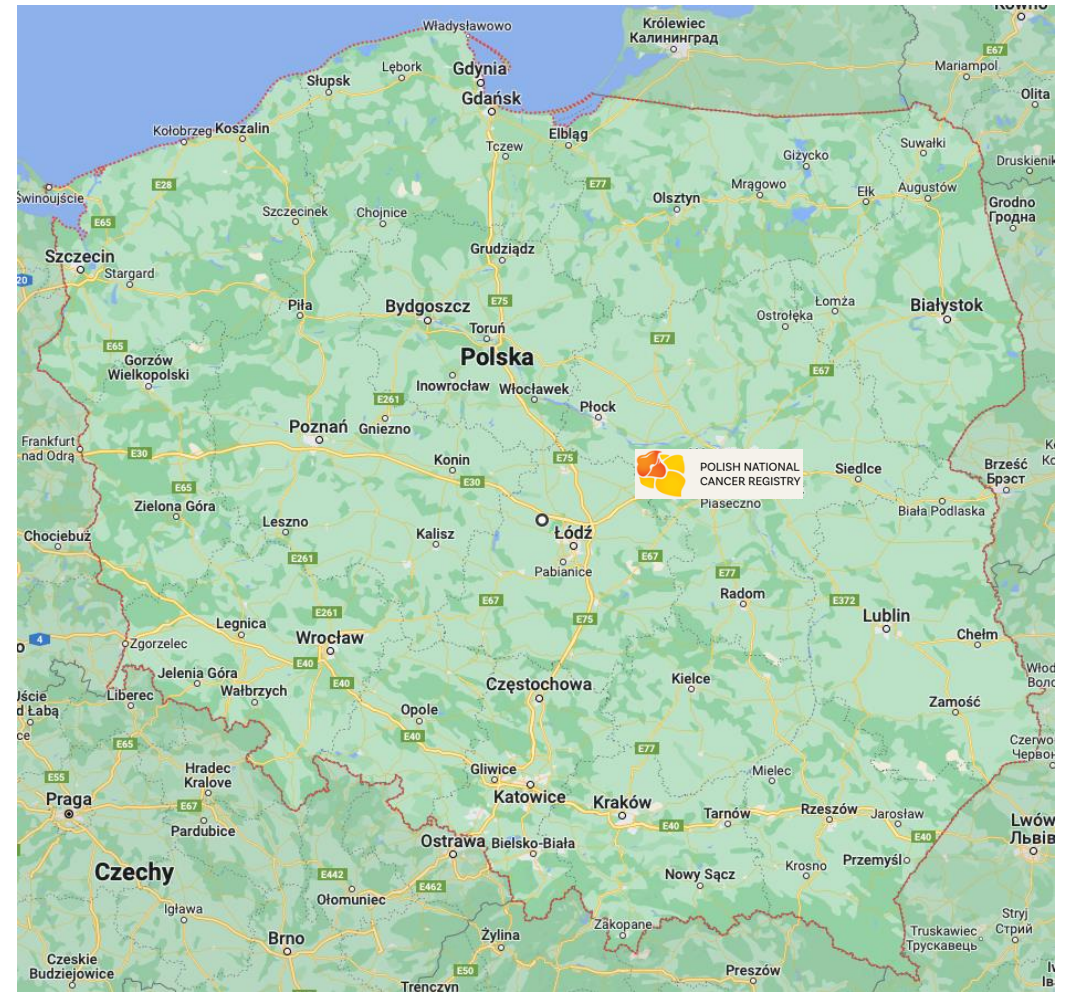 Władysławowo
Królewiec
Калининград
E67
Mariampol
Lębork
Gdynia
Słupsk
Gdańsk
Olita
Kołobrzeg
Koszalin
Elbląg
Tczew
Giżycko
Suwałki
Druskienik
E28
E77
Mrągowo
Ełk
Augustów
Świnoujście
Olsztyn
Grodno
Гродна
E65
Szczecinek
Chojnice
Szczecin
Grudziądz
Stargard
20
Piła
Bydgoszcz
E75
Łomża
Ostrołęka
Białystok
Toruń
E65
E77
Polska
Gorzów
Wielkopolski
E67
Inowrocław
Włocławek
E261
Płock
Poznań
Gniezno
Frankfurt
nad Odrą
E30
Konin
E75
POLISH NATIONAL
CANCER REGISTRY
Siedlce
Brześć
Брэст
E30
E65
Zielona Góra
Piaseczno
Biała Podlaska
Leszno
Chociebuż
Kalisz
Łódź
E261
E67
Pabianice
E77
Radom
E67
E372
E261
E75
Lublin
Legnica
Wrocław
Chełm
4
Zgorzelec
E40
Jelenia Góra
Kielce
E40
Częstochowa
Wałbrzych
Liberec
Zamość
Opole
E40
E65
E77
Gliwice
Hradec
Kralove
Mielec
E55
Praga
Katowice
Kraków
E67
Tarnów
Rzeszów
Jarosław
Pardubice
E40
E40
Lwów
Львів
Ostrawa
Bielsko-Biała
Przemyśl
Czechy
Krosno
E442
Nowy Sącz
E462
Ołomuniec
Igława
Stryj
Стрий
Zakopane
Truskawiec
Трускавець
Brno
Żylina
Czeskie
Budziejowice
E50
Preszów
Trenczyn